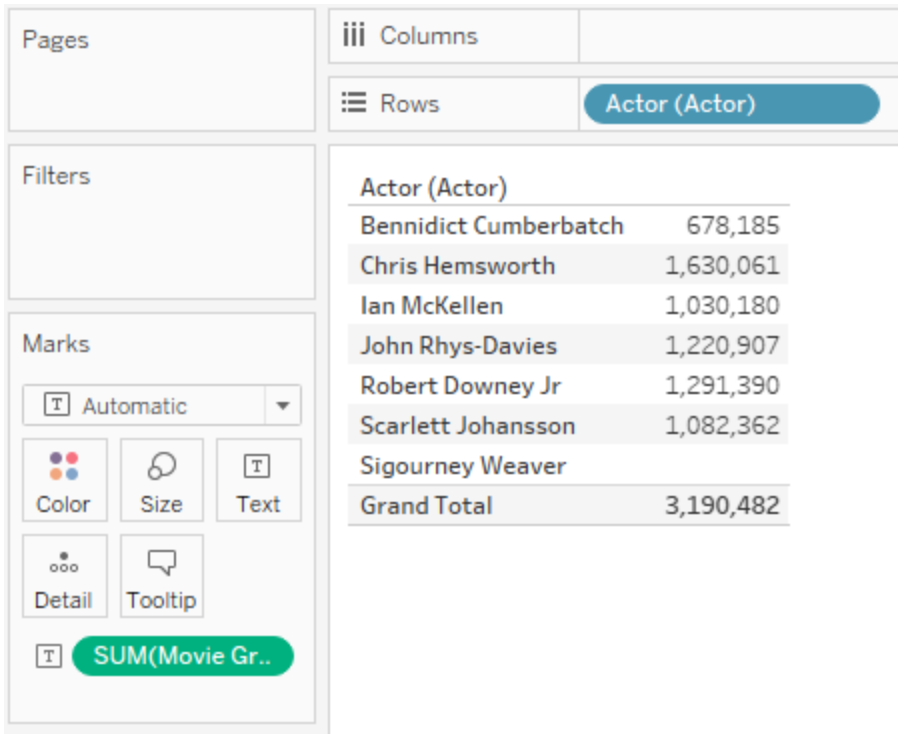 Pages
Columns
Rows
Actor (Actor)
Filters
Actor (Actor)
Bennidict Cumberbatch 678,185
Chris Hemsworth 1,630,061
Ian McKellen 1,030,180
John Rhys-Davies 1,220,907
Robert Downey Jr 1,291,390
Scarlett Johansson 1,082,362
Sigourney Weaver
Grand Total 3,190,482
Marks
T Automatic
Color Size T Text
Detail Tooltip
T SUM(Movie Gr..